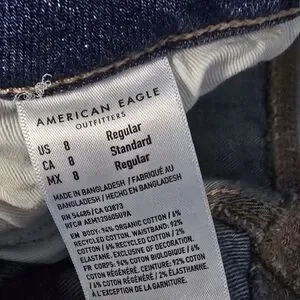 AMERICAN EAGLE
OUTFITTERS
US 8 Regular
CA 8 Standard
MX 8 Regular
MADE IN BANGLADESH / FABRIQUÉ AU
BANGLADESH / HECHO EN BANGLADESH
RN 54485/CA 03873
RFC# AEM12040509A
EN BODY: 94% ORGANIC COTTON / 6%
RECYCLED COTTON, WAISTBAND: 92%
COTTON / 6% RECYCLED COTTON / 2%
ELASTANE. EXCLUSIVE OF DECORATION.
FR CORPS: 94% COTON BIOLOGIQUE / 6%
COTON RÉGÉNÉRÉ, CEINTURE: 92% COTON
/ 6% COTON RÉGÉNÉRÉ / 2% ÉLASTHANNE.
À L'EXCEPTION DE LA GARNITURE.